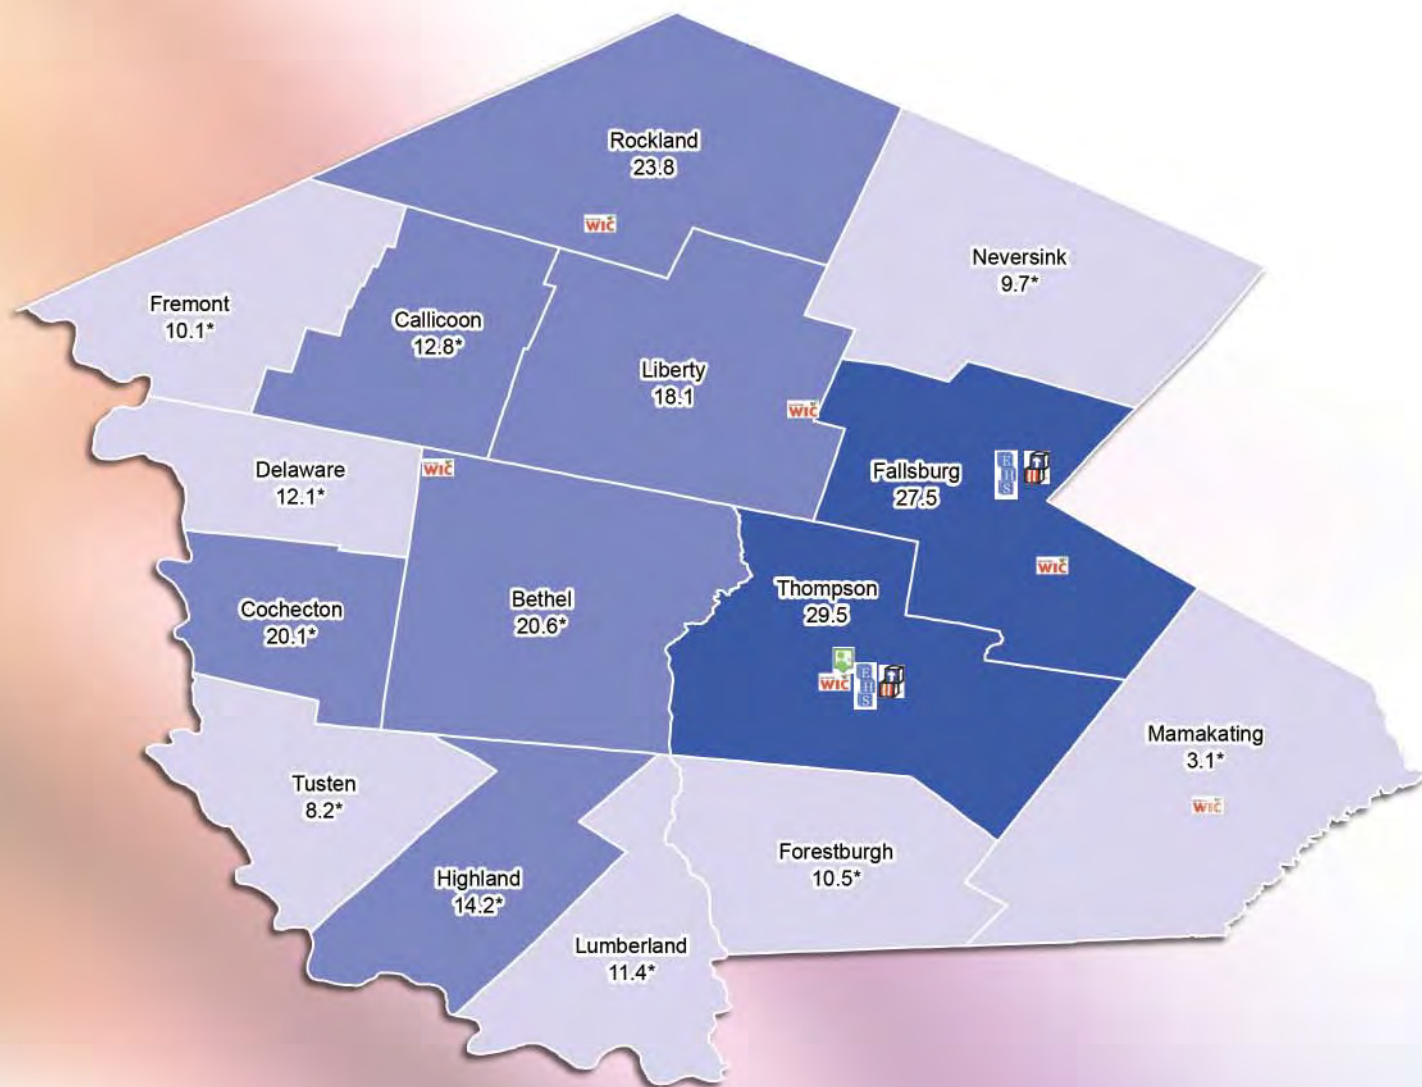 Rockland
23.8
WIC
Neversink
9.7*
Fremont
10.1*
Callicoon
12.8*
Liberty
18.1
WIC
Delaware
12.1*
WIC
Fallsburg
27.5
E
H
S
WIC
Cochecton
20.1*
Bethel
20.6*
Thompson
29.5
WIC
E
H
S
Mamakating
3.1*
WIC
Tusten
8.2*
Forestburgh
10.5*
Highland
14.2*
Lumberland
11.4*